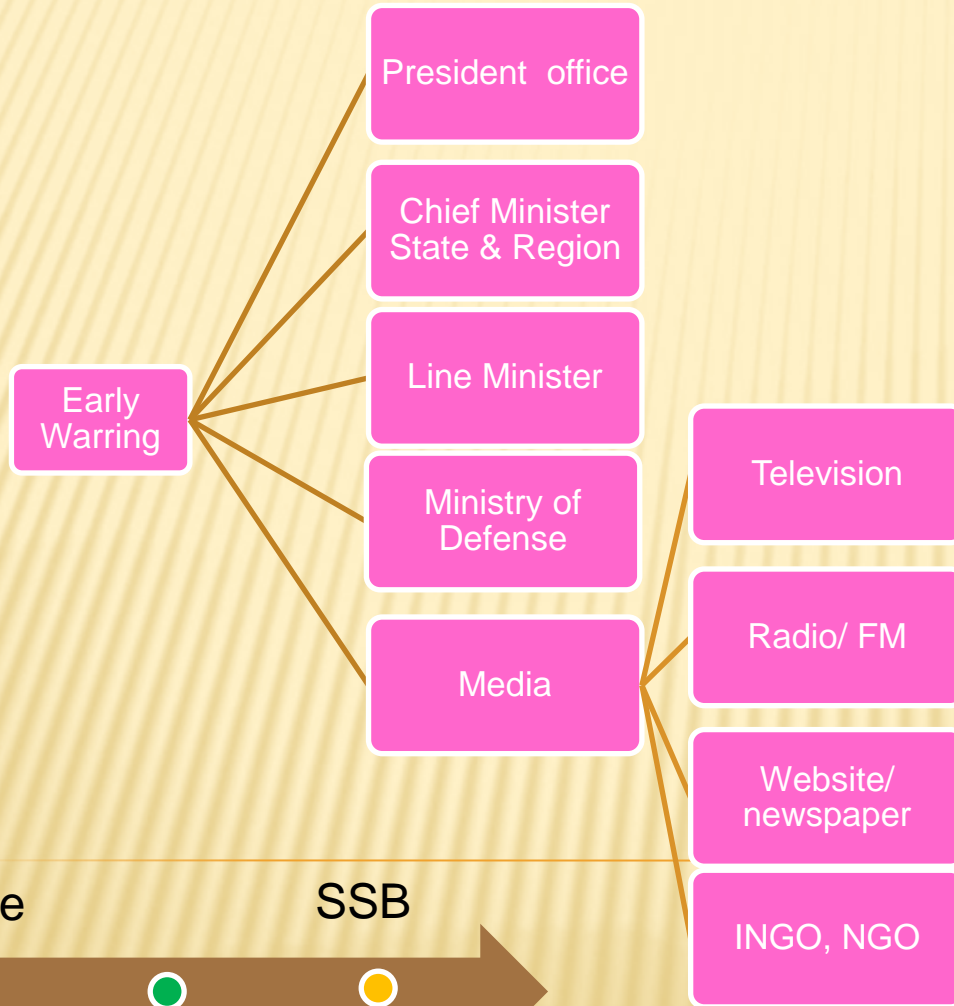 President office
Chief Minister
State & Region
Line Minister
Early
Warring
Ministry of
Defense
Television
Radio/ FM
Media
Website/
newspaper
e
SSB
INGO, NGO